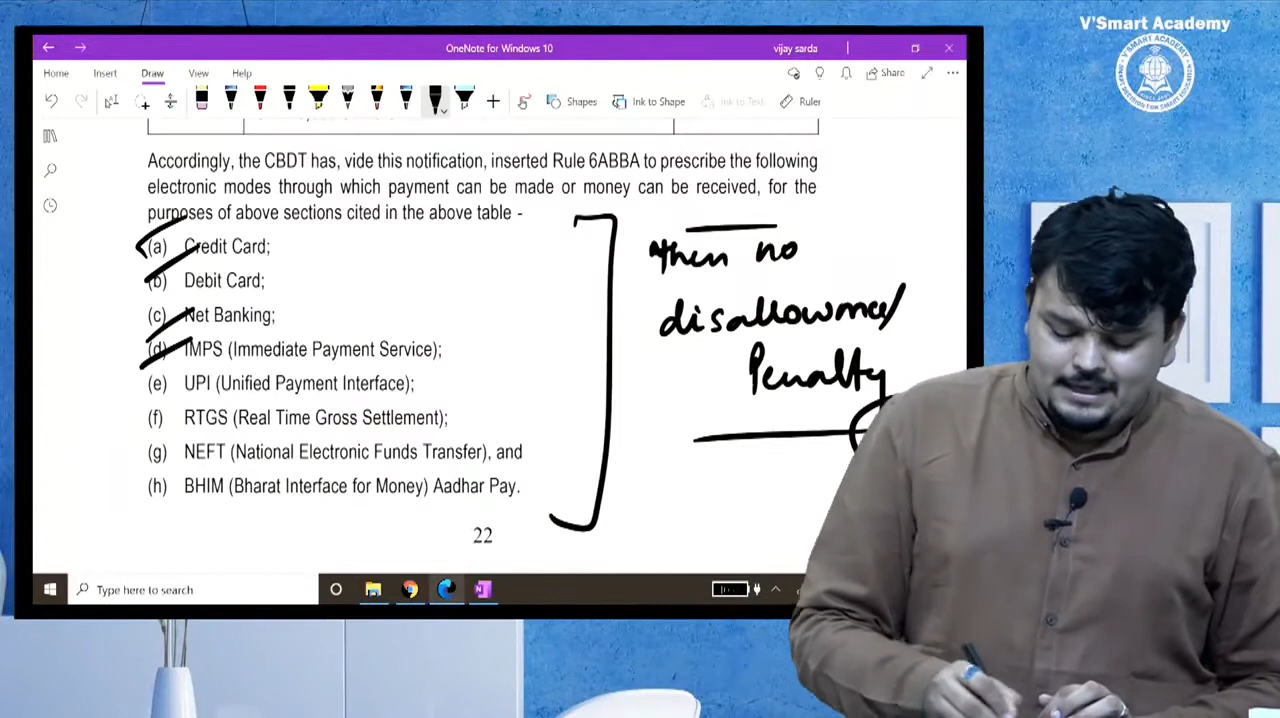 V'Smart Academy
OneNote for Windows 10
vijay sarda
Home Insert Draw View Help
Share
Shapes Ink to Shape Ink to Text Ruler
Accordingly, the CBDT has, vide this notification, inserted Rule 6ABBA to prescribe the following
electronic modes through which payment can be made or money can be received, for the
purposes of above sections cited in the above table -
(a) Credit Card;
(b) Debit Card;
(c) Net Banking;
(d) IMPS (Immediate Payment Service);
(e) UPI (Unified Payment Interface);
(f) RTGS (Real Time Gross Settlement);
(g) NEFT (National Electronic Funds Transfer), and
(h) BHIM (Bharat Interface for Money) Aadhar Pay.
22
then no
disallowance/
Penalty
Type here to search